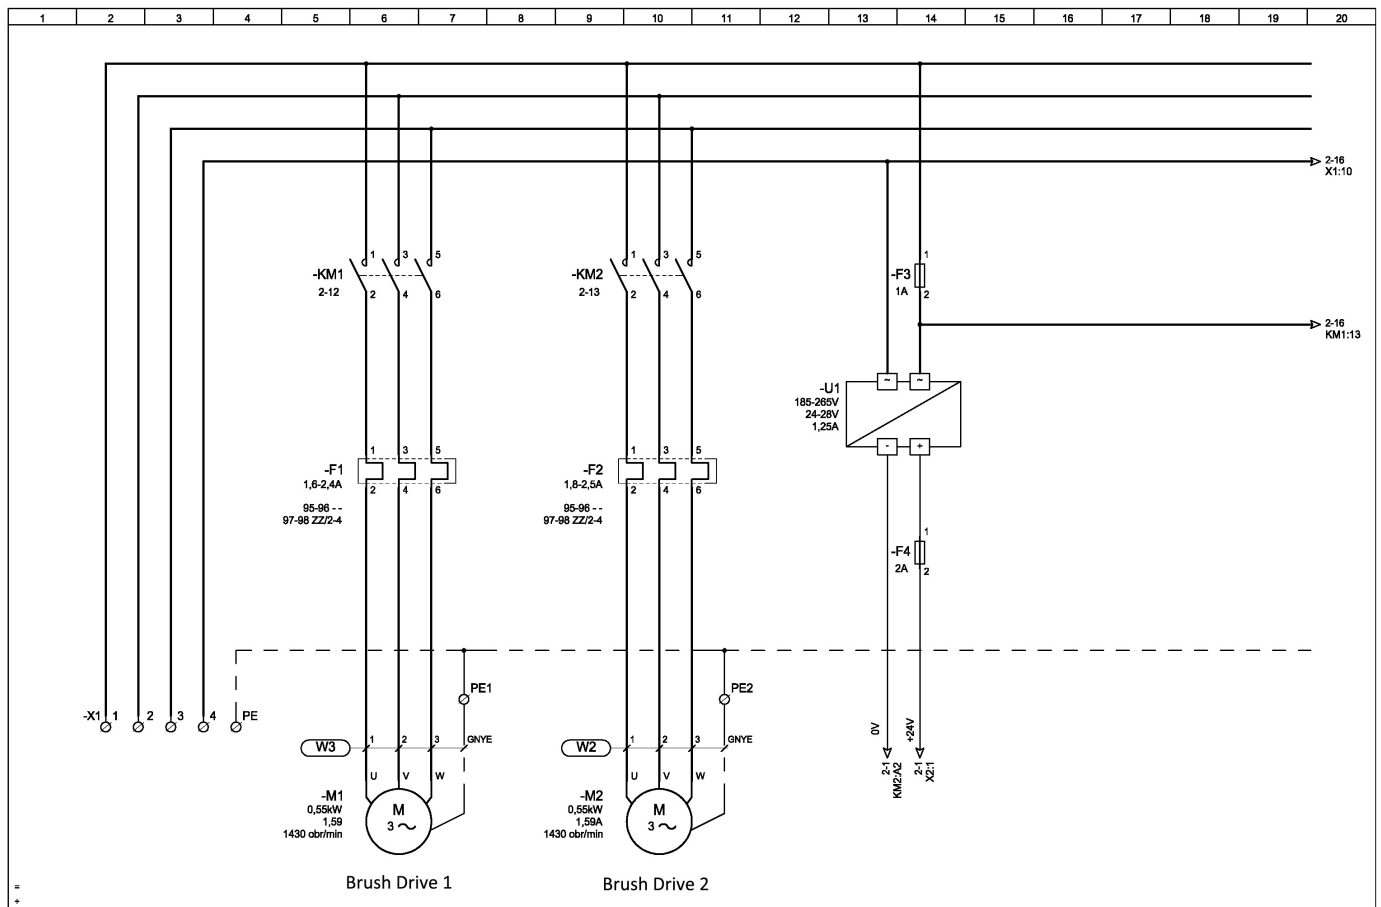 1 2 3 4 5 6 7 8 9 10 11 12 13 14 15 16 17 18 19 20
2-16
X1:10
1 3 5
-KM1
2-12
2 4 6
1 3 5
-KM2
2-13
2 4 6
1
-F3
1A
2
2-16
KM1:13
-U1
185-265V
24-28V
1,25A
~ ~
- +
1 3 5
-F1
1,6-2,4A
2 4 6
95-96 - -
97-98 ZZ/2-4
1 3 5
-F2
1,8-2,5A
2 4 6
95-96 - -
97-98 ZZ/2-4
1
-F4
2A
2
PE1
PE2
-X1 1 2 3 4 PE
0V
+24V
W3 1 2 3 GNYE
W2 1 2 3 GNYE
2-1
KM2:A2
2-1
X2:1
U V W
U V W
-M1
0,55kW
1,59
1430 obr/min
M
3 ~
-M2
0,55kW
1,59A
1430 obr/min
M
3 ~
Brush Drive 1
Brush Drive 2
=
+